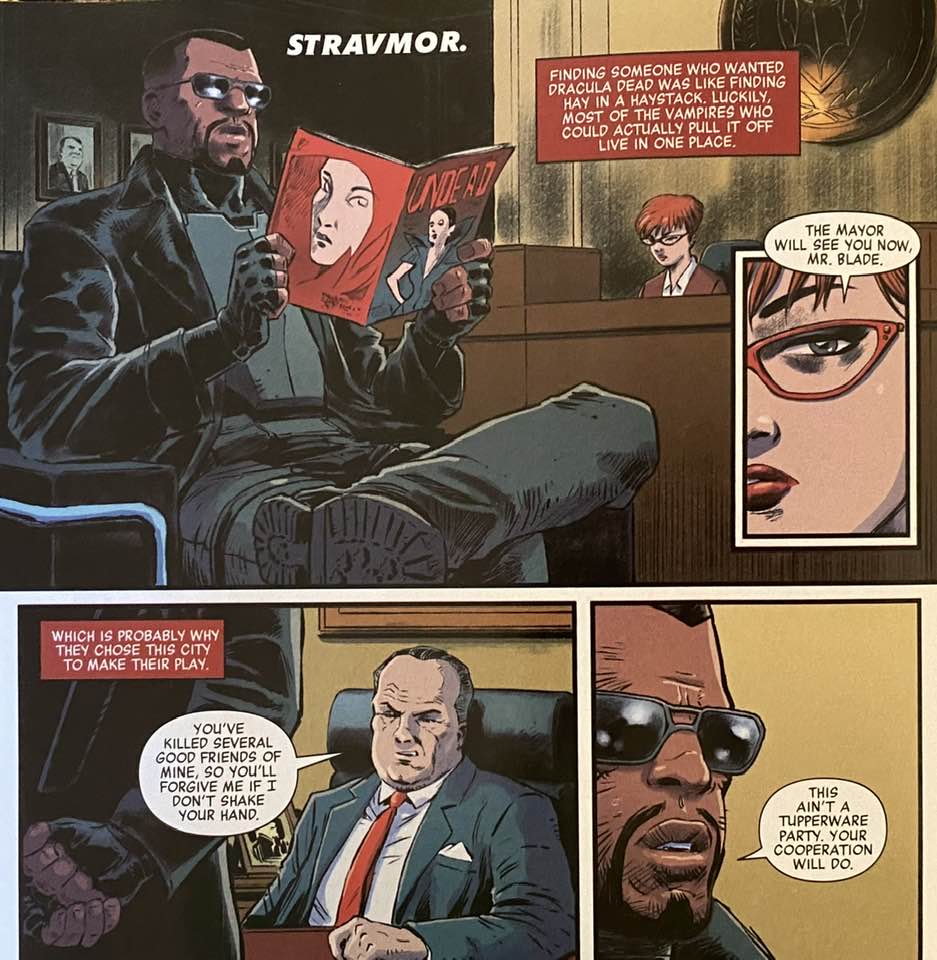 STRAVMOR.
FINDING SOMEONE WHO WANTED
DRACULA DEAD WAS LIKE FINDING
HAY IN A HAYSTACK. LUCKILY,
MOST OF THE VAMPIRES WHO
COULD ACTUALLY PULL IT OFF
LIVE IN ONE PLACE.
UNDEAD
THE MAYOR
WILL SEE YOU NOW,
MR. BLADE.
WHICH IS PROBABLY WHY
THEY CHOSE THIS CITY
TO MAKE THEIR PLAY.
YOU'VE
KILLED SEVERAL
GOOD FRIENDS OF
MINE, SO YOU'LL
FORGIVE ME IF I
DON'T SHAKE
YOUR HAND.
THIS
AIN'T A
TUPPERWARE
PARTY. YOUR
COOPERATION
WILL DO.